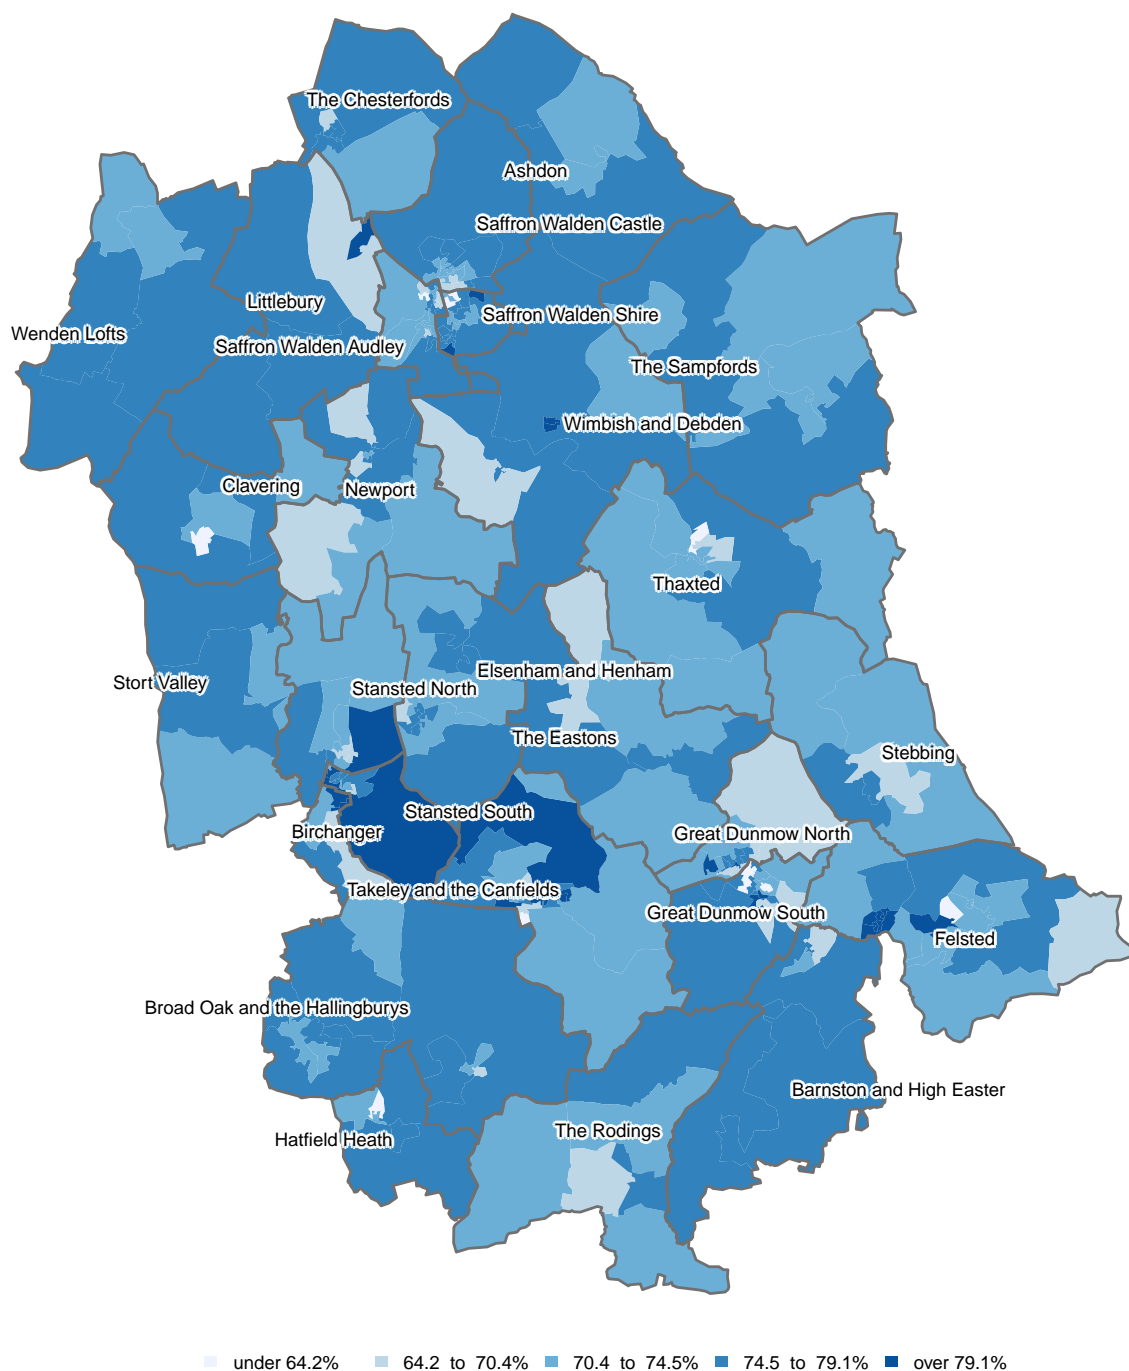 The Chesterfords
Ashdon
Saffron Walden Castle
Littlebury
Saffron Walden Shire
Wenden Lofts
Saffron Walden Audley
The Sampfords
Wimbish and Debden
Clavering
Newport
Thaxted
Elsenham and Henham
Stort Valley
Stansted North
The Eastons
Stebbing
Stansted South
Birchanger
Great Dunmow North
Takeley and the Canfields
Great Dunmow South
Felsted
Broad Oak and the Hallingburys
Barnston and High Easter
The Rodings
Hatfield Heath
under 64.2% 64.2 to 70.4% 70.4 to 74.5% 74.5 to 79.1% over 79.1%